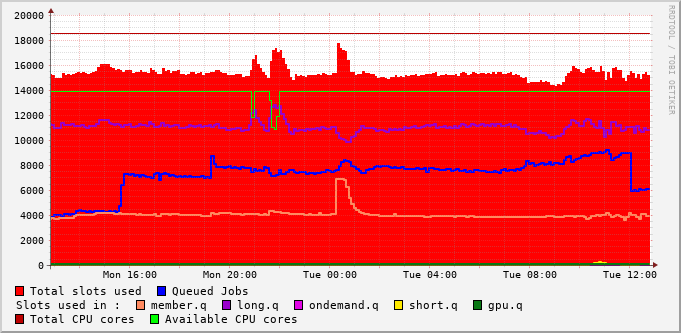 20000
18000
16000
14000
12000
10000
8000
6000
4000
2000
0
Mon 16:00 Mon 20:00 Tue 00:00 Tue 04:00 Tue 08:00 Tue 12:00
Total slots used Queued Jobs
Slots used in : member.q long.q ondemand.q short.q gpu.q
Total CPU cores Available CPU cores
RRDTOOL / TOBI OETIKER